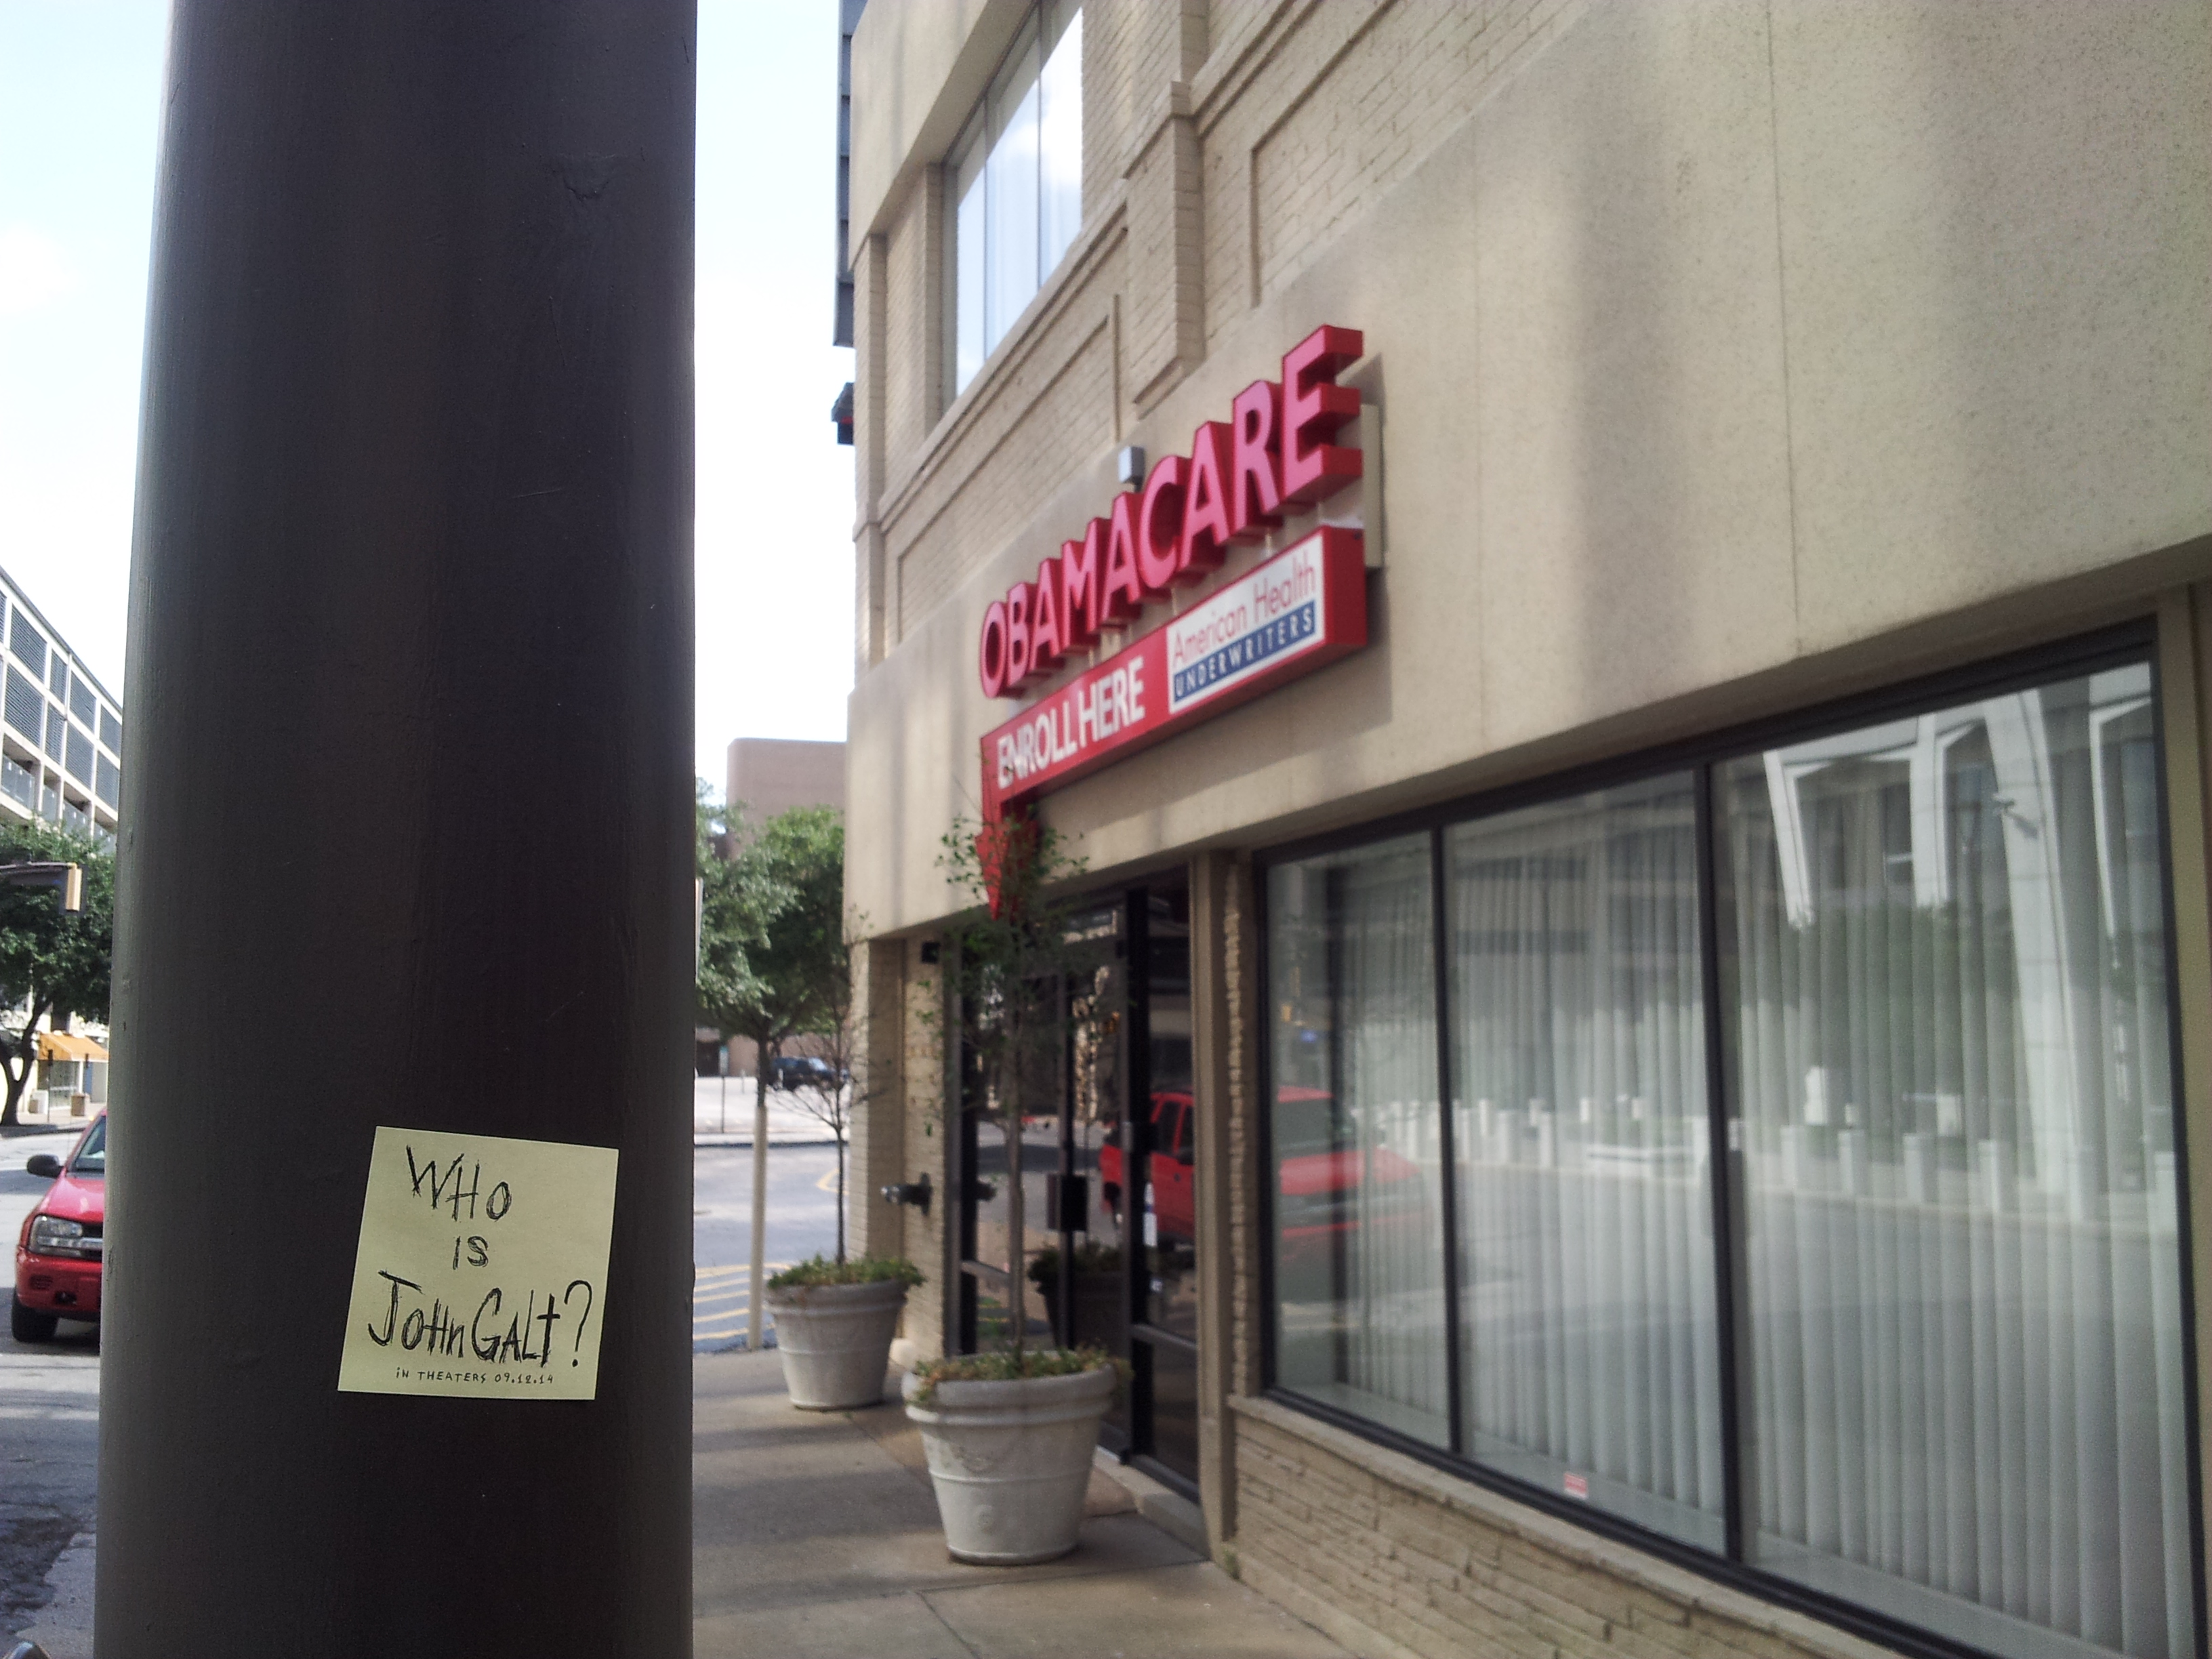 WHO
IS
JOHn GALt?
iN THEATERS 09.12.14
OBAMACARE
ENROLL HERE
American Health
UNDERWRITERS